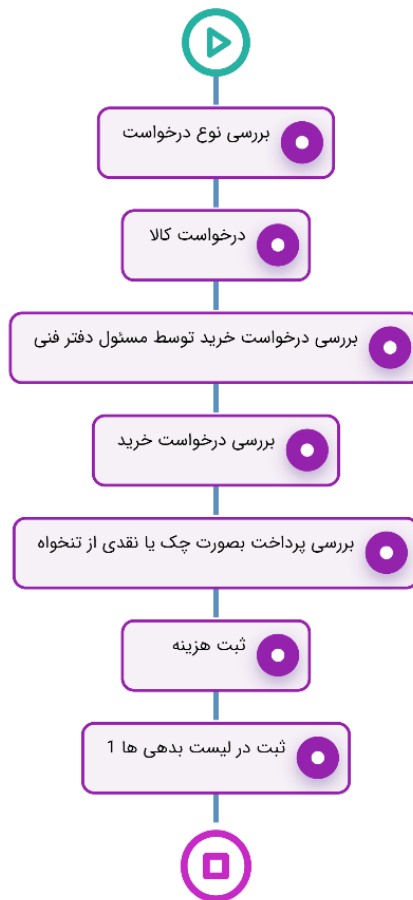 بررسی نوع درخواست
درخواست کالا
بررسی درخواست خرید توسط مسئول دفتر فنی
بررسی درخواست خرید
بررسی پرداخت بصورت چک یا نقدی از تنخواه
ثبت هزینه
ثبت در لیست بدهی ها 1